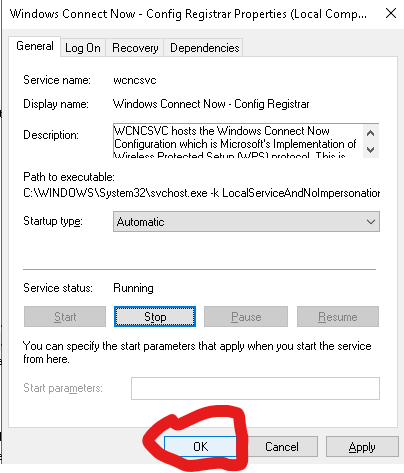 Windows Connect Now - Config Registrar Properties (Local Comp...
General Log On Recovery Dependencies
Service name: wcncsvc
Display name: Windows Connect Now - Config Registrar
Description: WCNCSVC hosts the Windows Connect Now
Configuration which is Microsoft's Implementation of
Wireless Protected Setup (WPS) protocol. This is
Path to executable:
C:\WINDOWS\System32\svchost.exe -k LocalServiceAndNoImpersonation
Startup type: Automatic
Service status: Running
Start Stop Pause Resume
You can specify the start parameters that apply when you start the service
from here.
Start parameters:
OK Cancel Apply